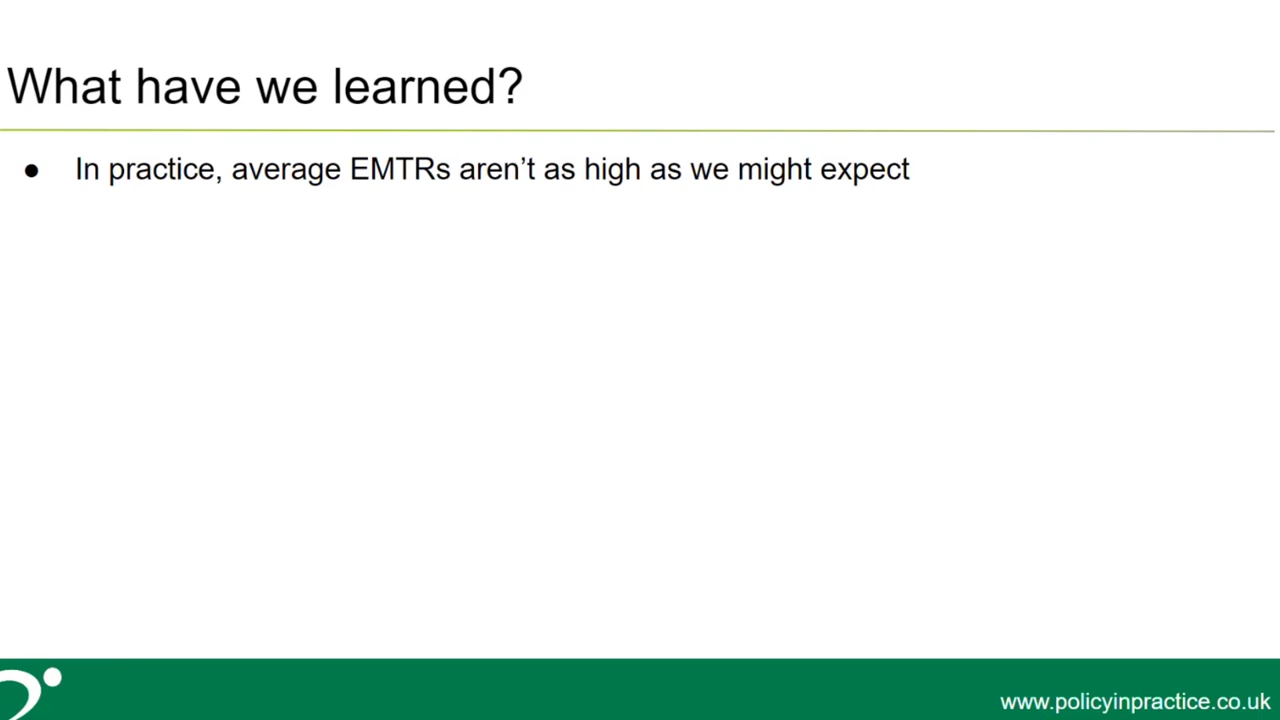 What have we learned?
● In practice, average EMTRs aren’t as high as we might expect
www.policyinpractice.co.uk